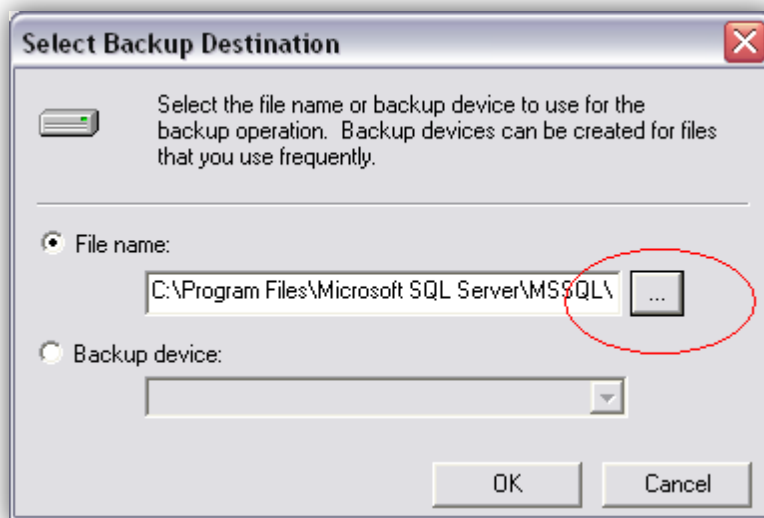 Select Backup Destination
Select the file name or backup device to use for the
backup operation.  Backup devices can be created for files
that you use frequently.
File name:
C:\Program Files\Microsoft SQL Server\MSSQL\
...
Backup device:
OK
Cancel